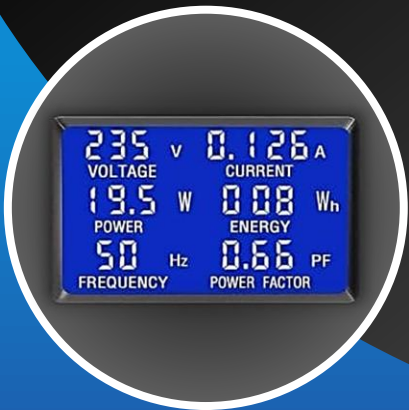 235 V 0.126 A
VOLTAGE CURRENT
19.5 W 008 Wh
POWER ENERGY
50 Hz 0.66 PF
FREQUENCY POWER FACTOR